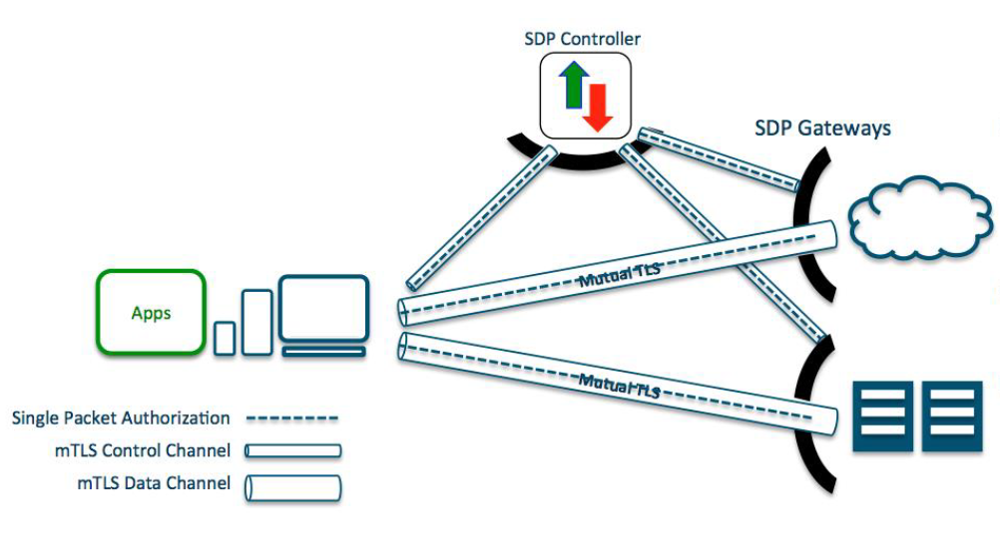 SDP Controller
SDP Gateways
Mutual TLS
Apps
Mutual TLS
Single Packet Authorization
mTLS Control Channel
mTLS Data Channel